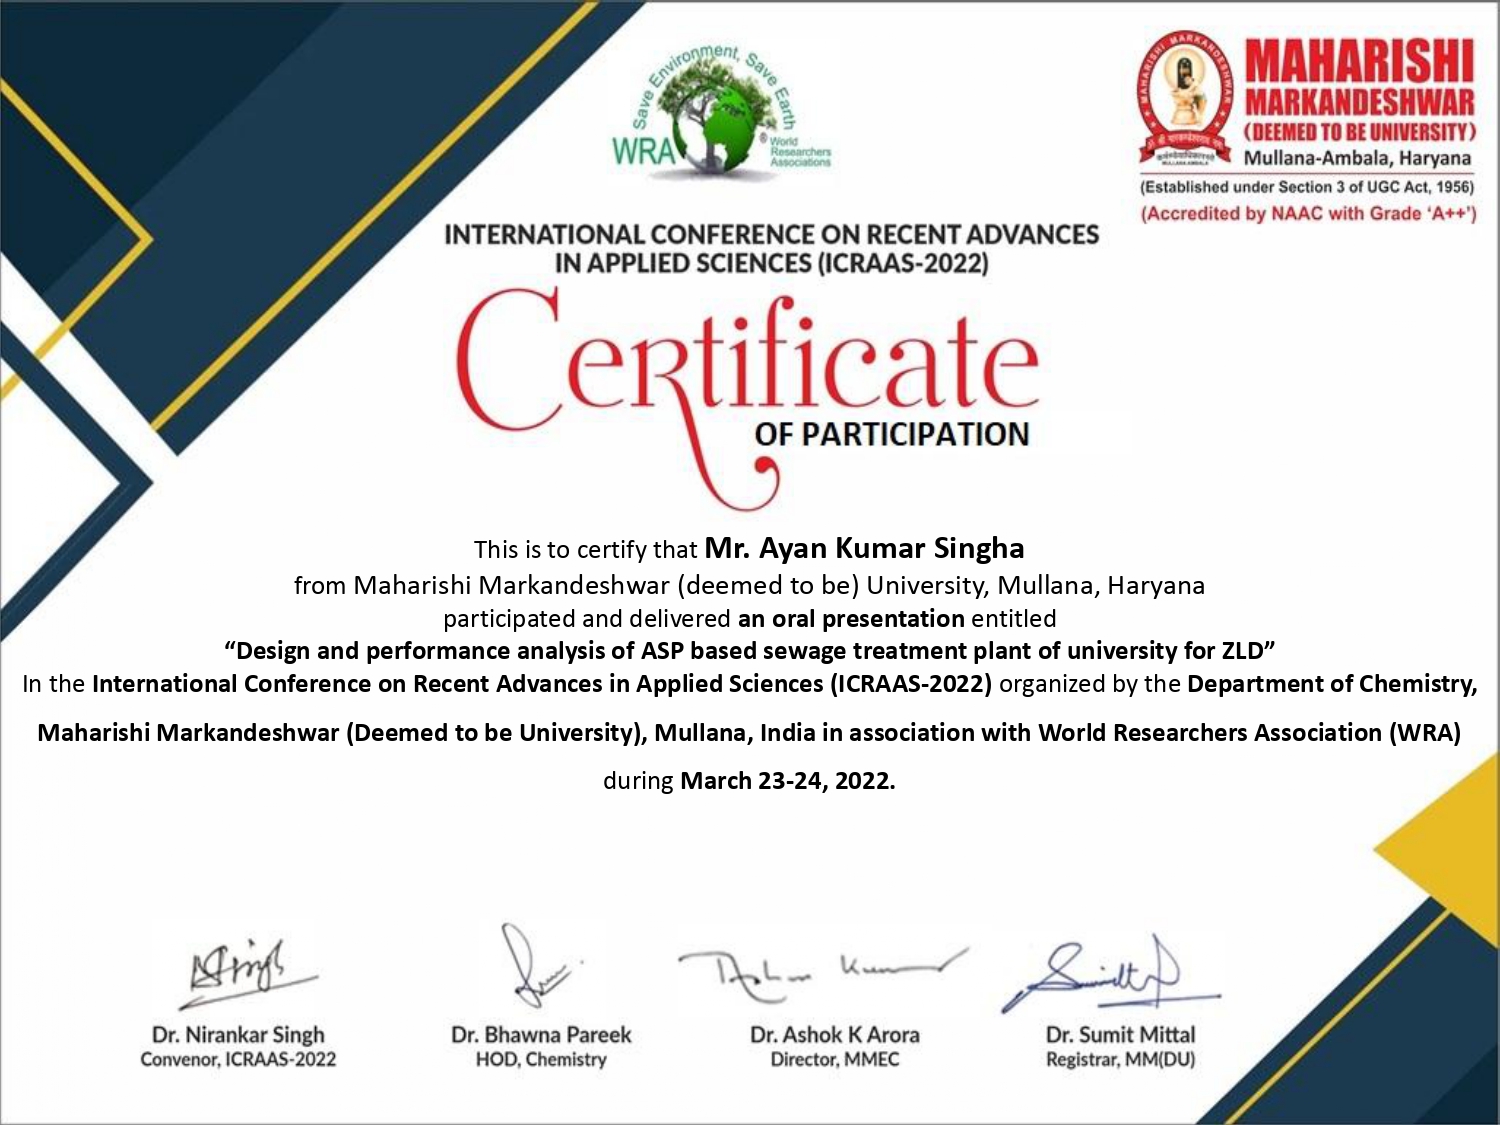 Save Environment, Save Earth
WRA
®
World
Researchers
Associations
MAHARISHI MARKANDESHWAR
MULLANA AMBALA
MAHARISHI
MARKANDESHWAR
(DEEMED TO BE UNIVERSITY)
Mullana-Ambala, Haryana
(Established under Section 3 of UGC Act, 1956)
(Accredited by NAAC with Grade ‘A++’)
INTERNATIONAL CONFERENCE ON RECENT ADVANCES
IN APPLIED SCIENCES (ICRAAS-2022)
Certificate
OF PARTICIPATION
This is to certify that Mr. Ayan Kumar Singha
from Maharishi Markandeshwar (deemed to be) University, Mullana, Haryana
participated and delivered an oral presentation entitled
“Design and performance analysis of ASP based sewage treatment plant of university for ZLD”
In the International Conference on Recent Advances in Applied Sciences (ICRAAS-2022) organized by the Department of Chemistry,
Maharishi Markandeshwar (Deemed to be University), Mullana, India in association with World Researchers Association (WRA)
during March 23-24, 2022.
Dr. Nirankar Singh
Convenor, ICRAAS-2022
Dr. Bhawna Pareek
HOD, Chemistry
Dr. Ashok K Arora
Director, MMEC
Dr. Sumit Mittal
Registrar, MM(DU)